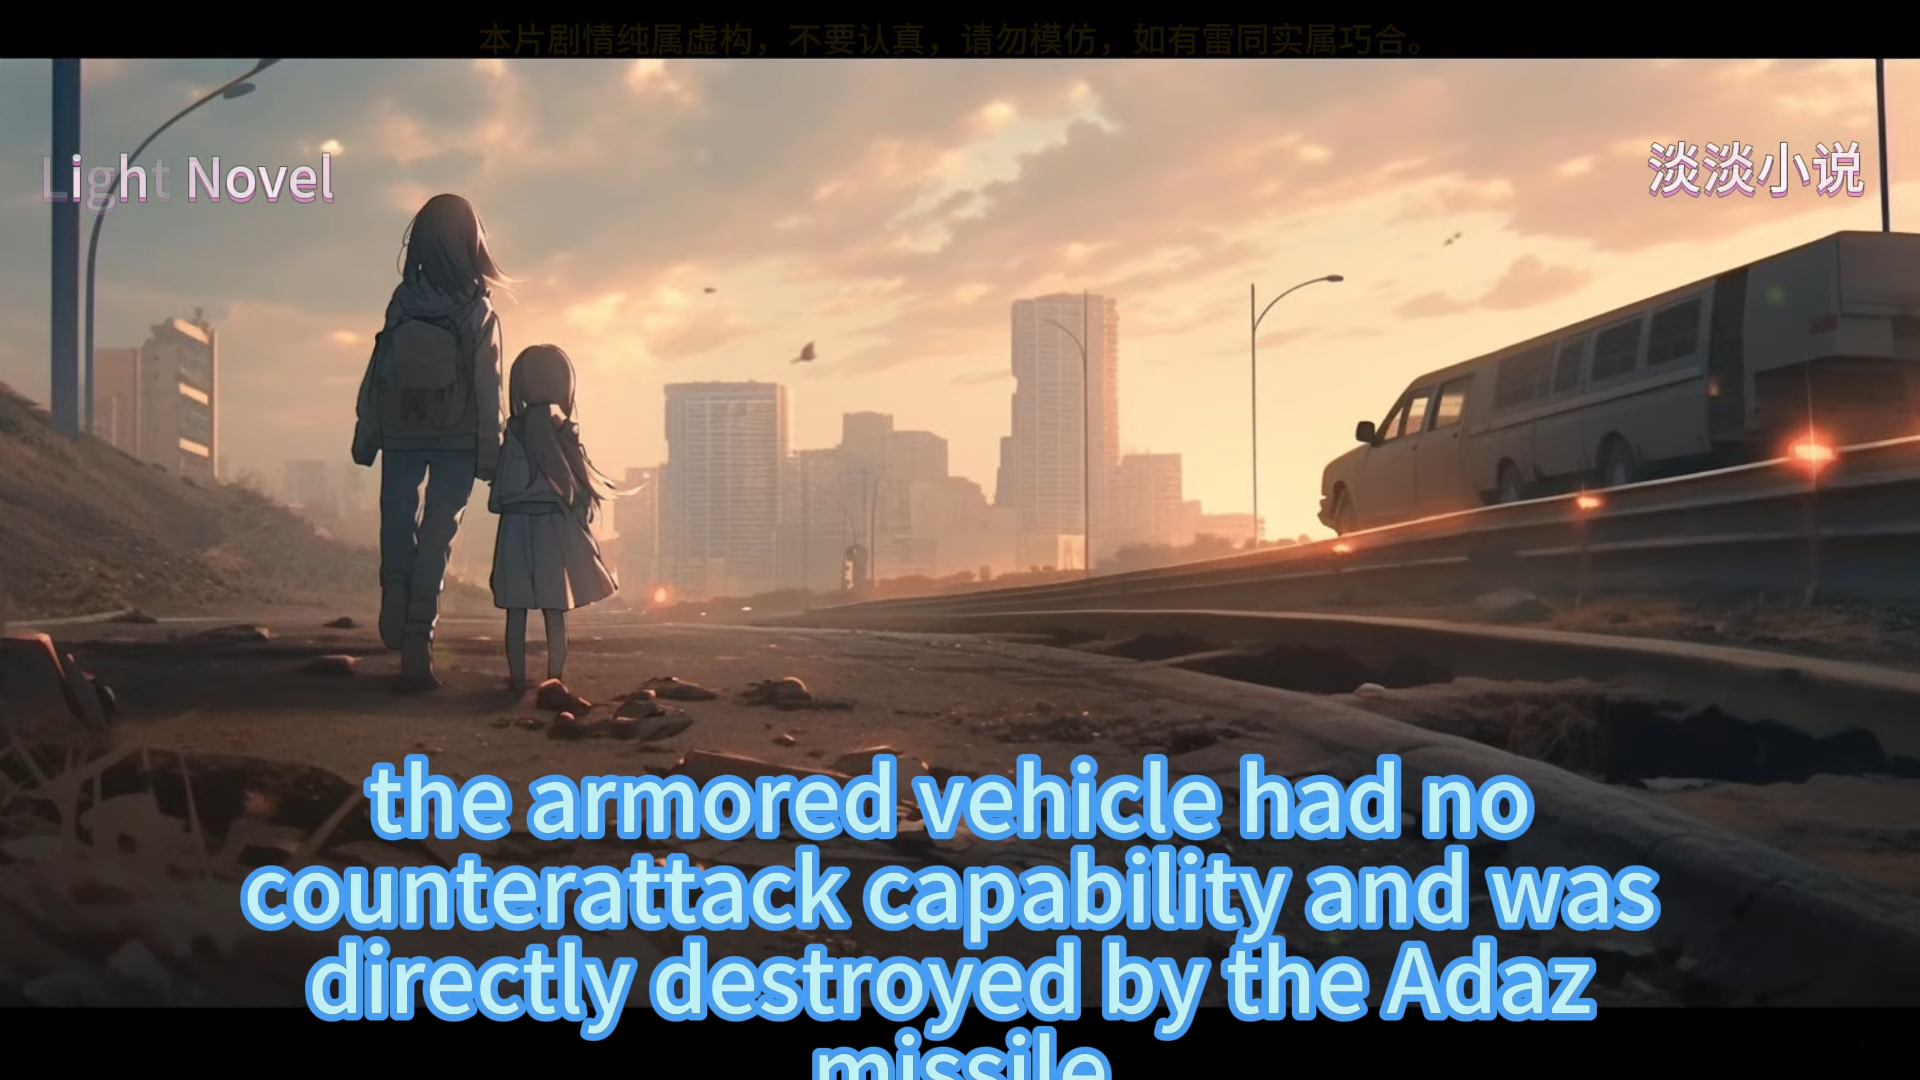 本片剧情纯属虚构，不要认真，请勿模仿，如有雷同实属巧合。
Light Novel
淡淡小说
the armored vehicle had no
counterattack capability and was
directly destroyed by the Adaz
missile